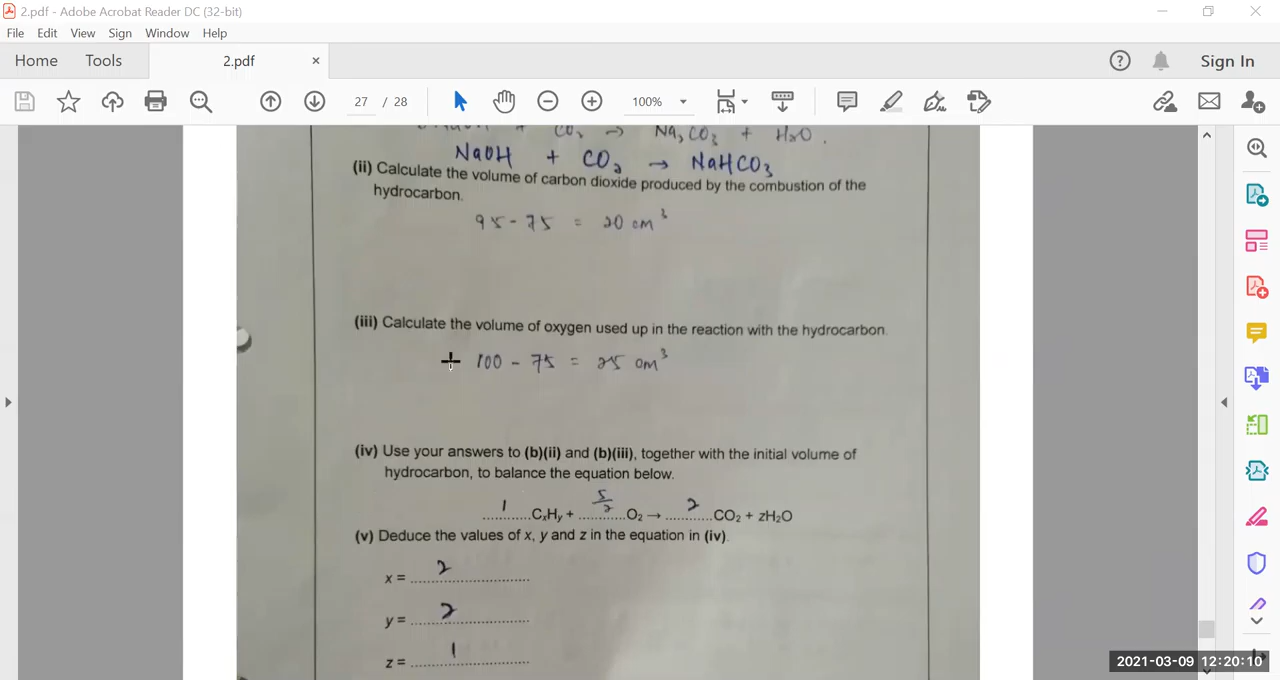 2.pdf - Adobe Acrobat Reader DC (32-bit)
File Edit View Sign Window Help
Home Tools 2.pdf × Sign In
27 / 28 100%
CO₂ → Na₂CO₃ + H₂O.
NaOH + CO₂ → NaHCO₃
(ii) Calculate the volume of carbon dioxide produced by the combustion of the
hydrocarbon.
95 - 75 = 20 cm³
(iii) Calculate the volume of oxygen used up in the reaction with the hydrocarbon.
100 - 75 = 25 cm³
(iv) Use your answers to (b)(ii) and (b)(iii), together with the initial volume of
hydrocarbon, to balance the equation below.
1 CxHy + 5/2 O₂ → 2 CO₂ + zH₂O
(v) Deduce the values of x, y and z in the equation in (iv).
x = 2
y = 2
z = 1
2021-03-09 12:20:10